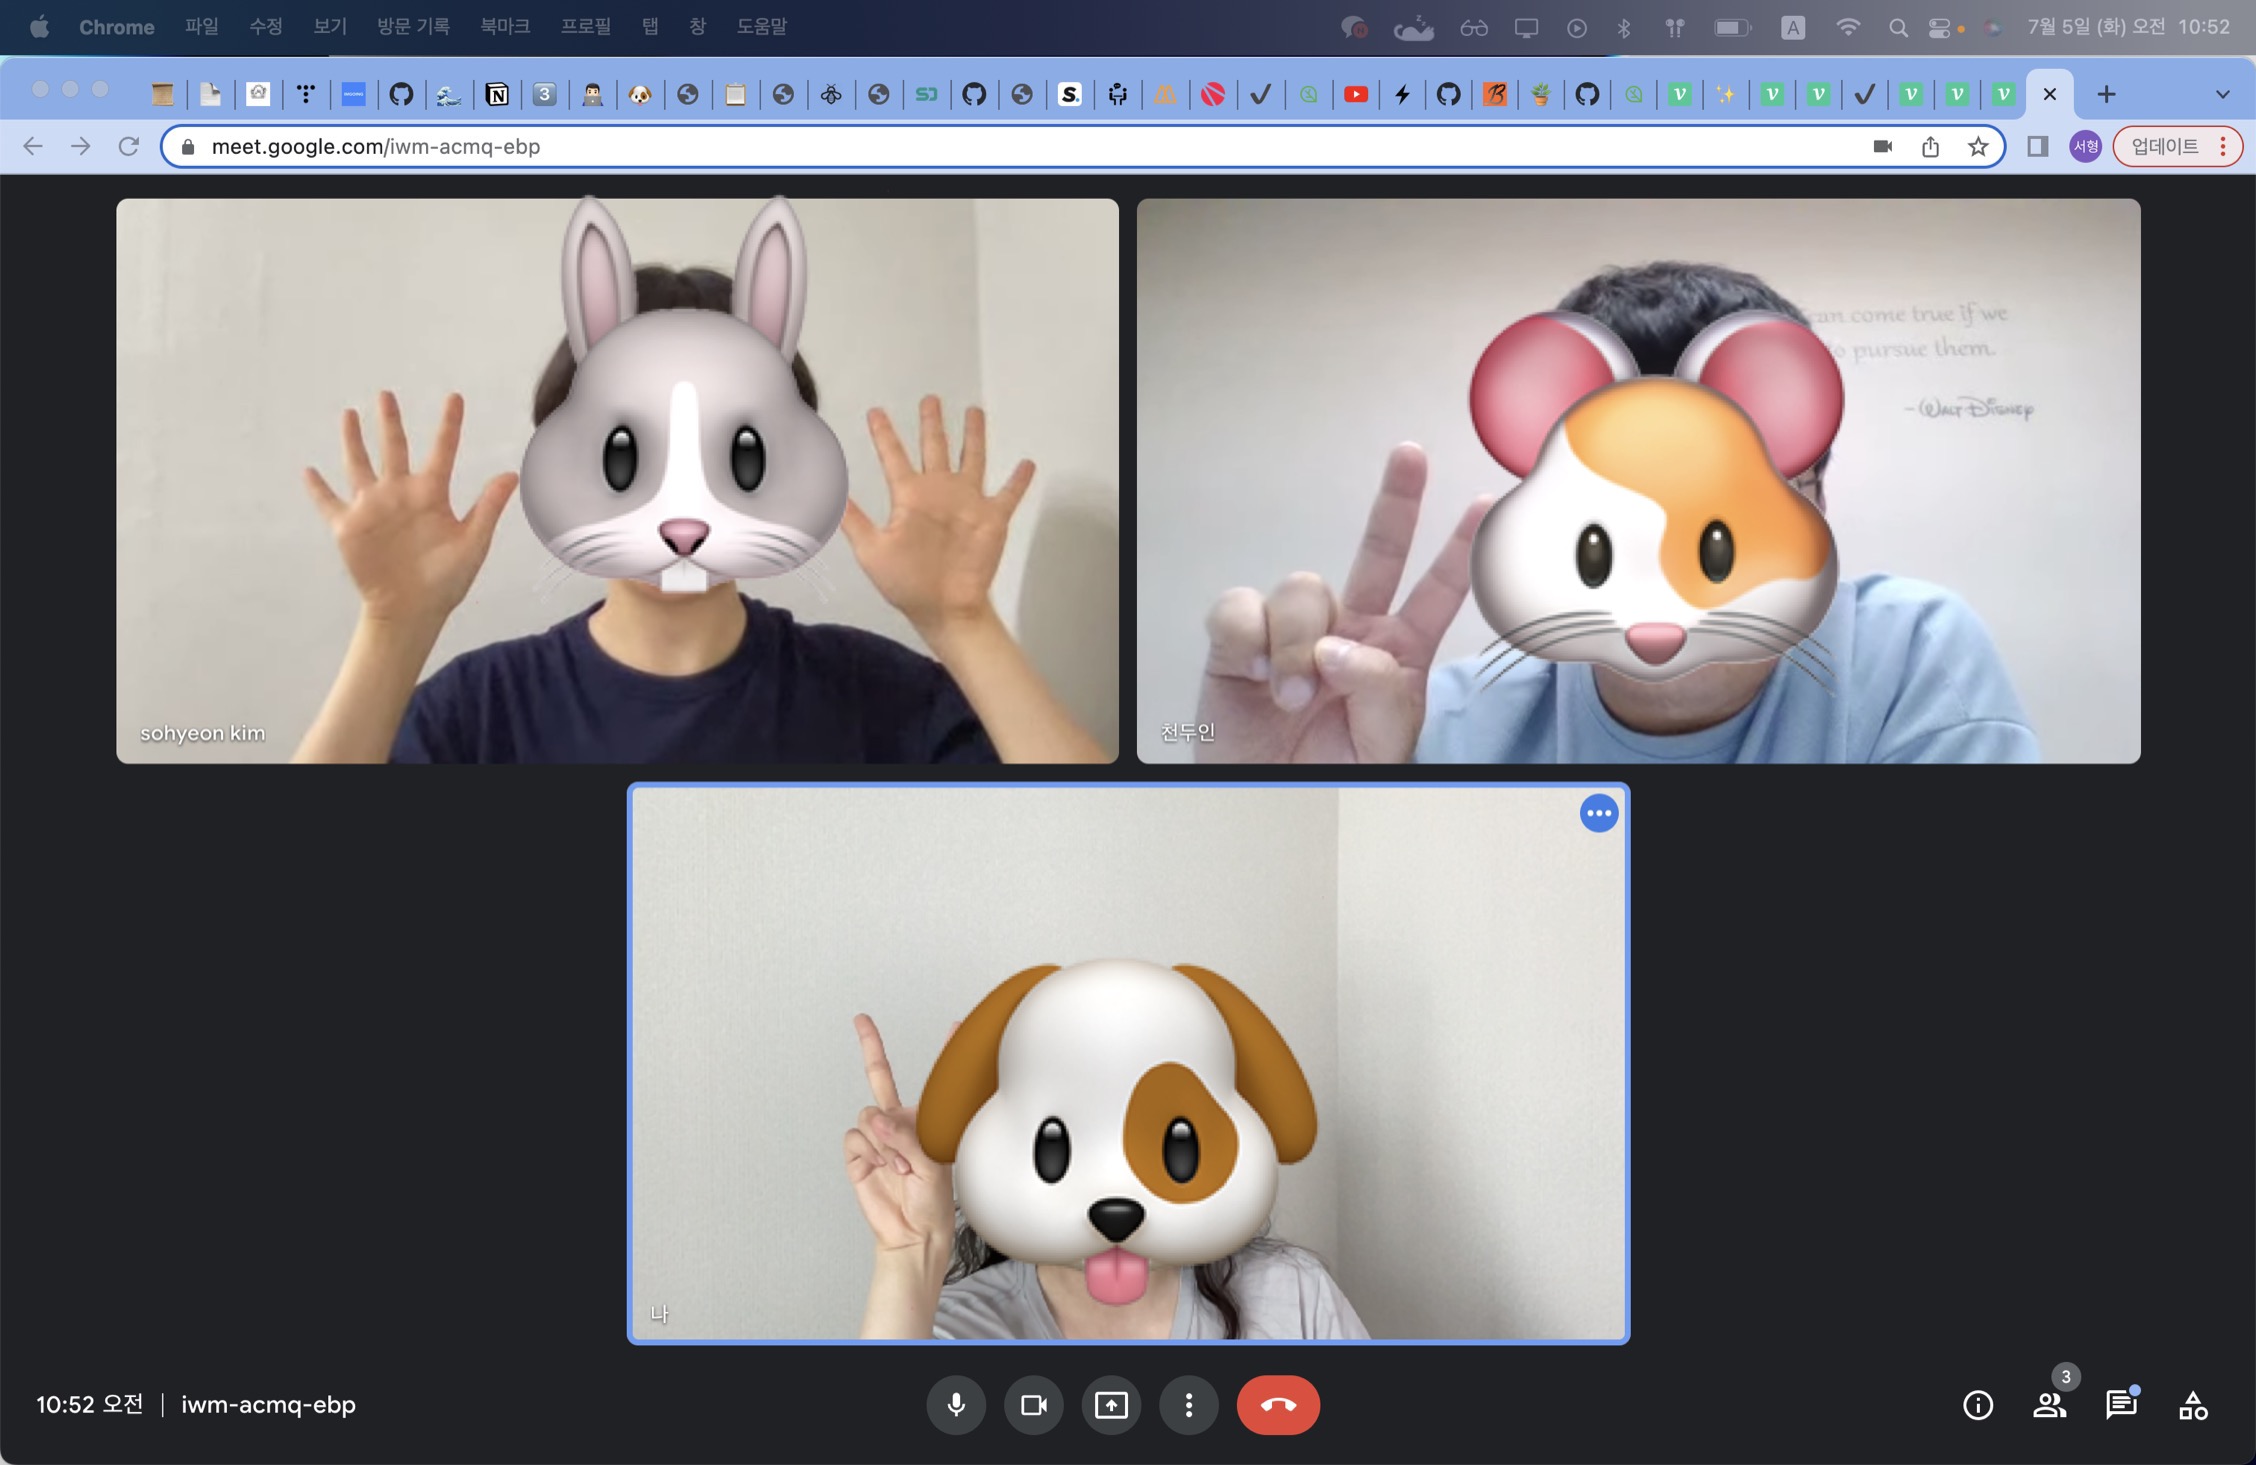 Chrome 파일 수정 보기 방문 기록 북마크 프로필 탭 창 도움말 A 7월 5일 (화) 오전 10:52
meet.google.com/iwm-acmq-ebp 서형 업데이트
can come true if we
to pursue them.
- WALT DISNEY
sohyeon kim
천두인
나
10:52 오전 | iwm-acmq-ebp
3